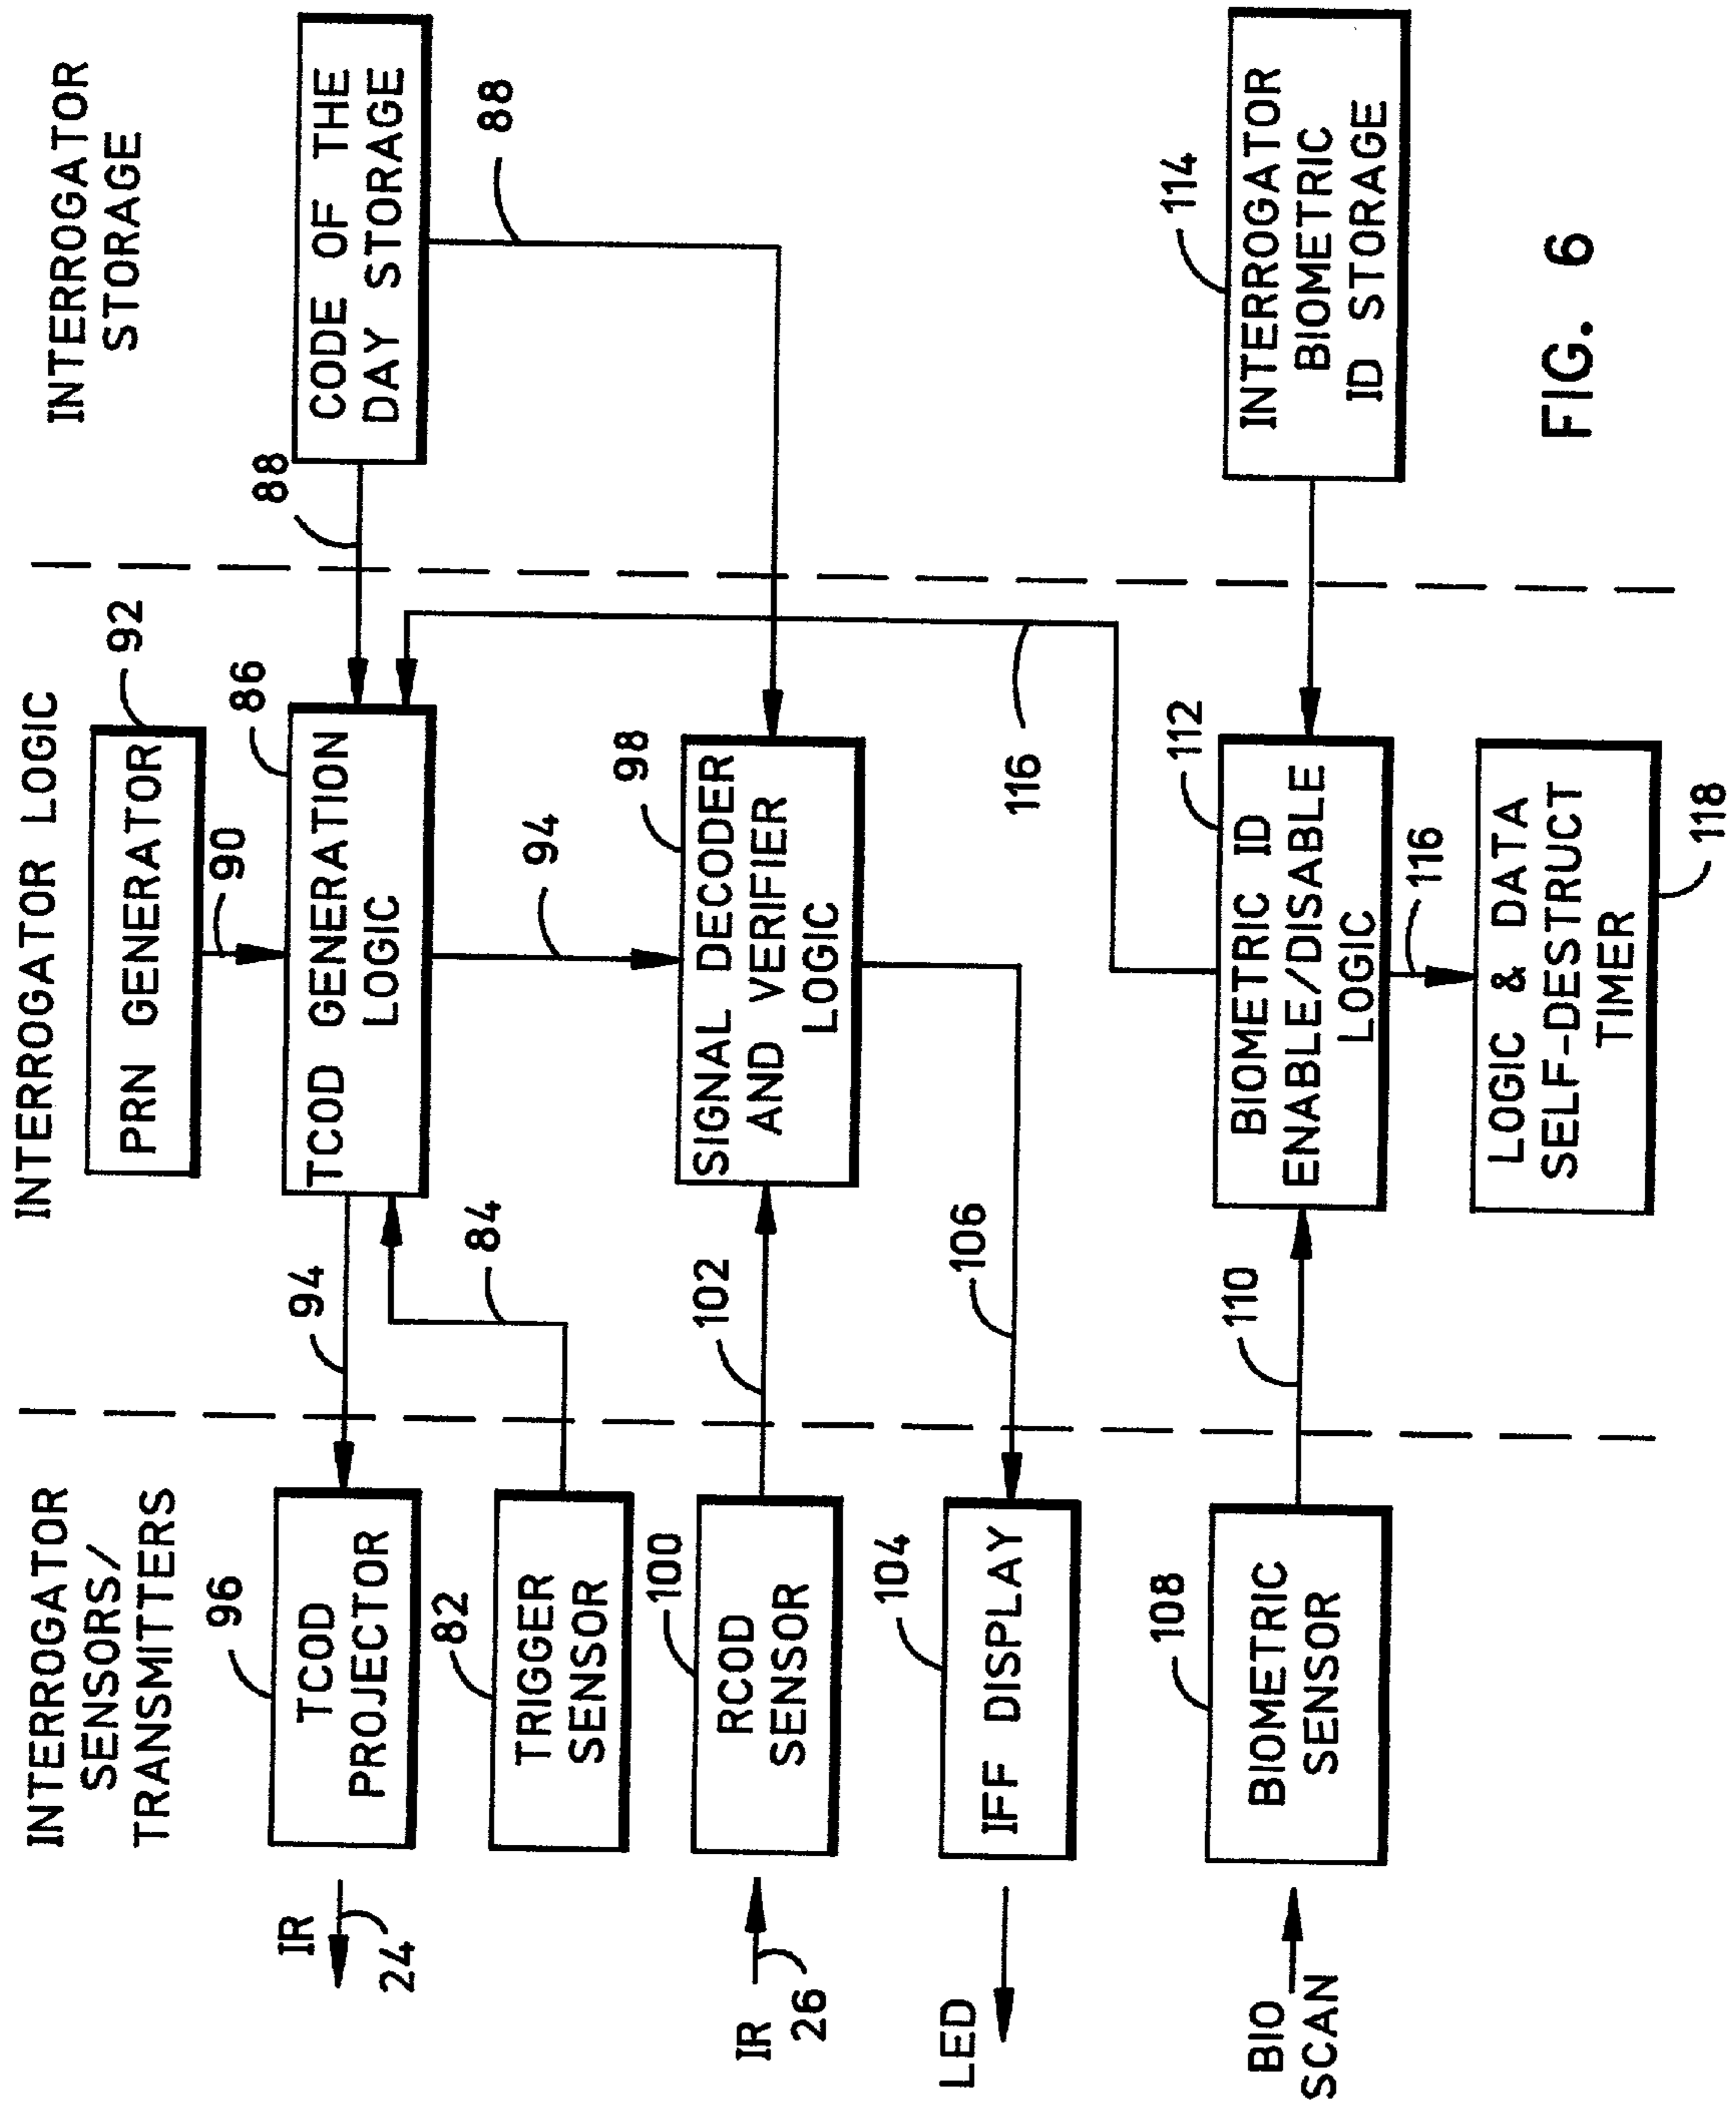 INTERROGATOR
SENSORS/
TRANSMITTERS
INTERROGATOR LOGIC
INTERROGATOR
STORAGE
PRN GENERATOR
92
90
IR
24
96
TCOD
PROJECTOR
94
TCOD GENERATION
LOGIC
86
88
CODE OF THE
DAY STORAGE
88
82
TRIGGER
SENSOR
84
94
IR
26
100
RCOD
SENSOR
102
SIGNAL DECODER
AND VERIFIER
LOGIC
98
LED
104
IFF DISPLAY
106
116
BIO
SCAN
108
BIOMETRIC
SENSOR
110
BIOMETRIC ID
ENABLE/DISABLE
LOGIC
112
114
INTERROGATOR
BIOMETRIC
ID STORAGE
116
LOGIC & DATA
SELF-DESTRUCT
TIMER
118
FIG. 6